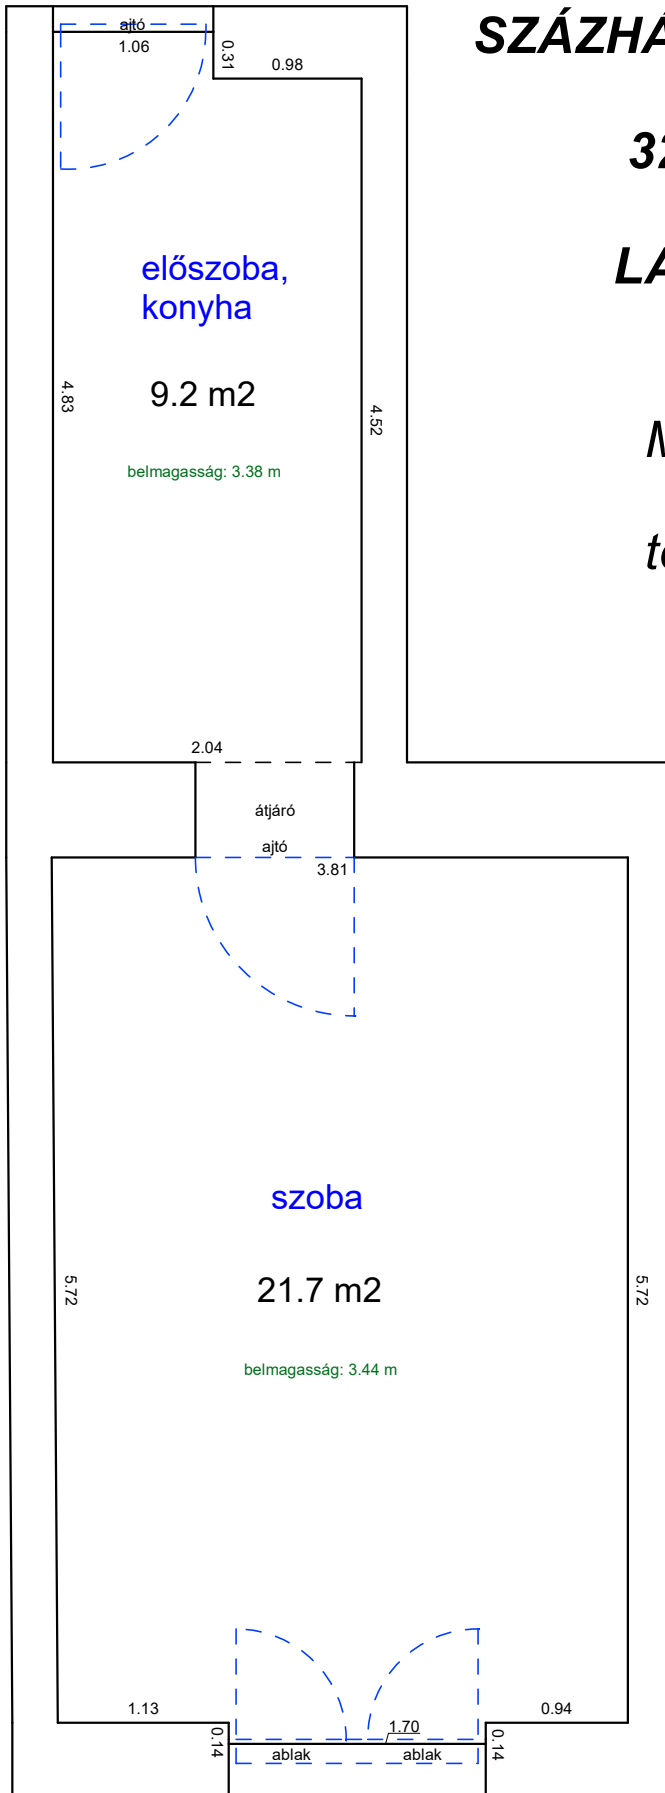 ajtó
1.06
0.31
0.98
SZÁZHÁ
32
LA
előszoba,
konyha
9.2 m2
belmagasság: 3.38 m
4.83
4.52
M
te
2.04
átjáró
ajtó
3.81
szoba
21.7 m2
belmagasság: 3.44 m
5.72
5.72
1.13
0.94
0.14
1.70
0.14
ablak
ablak